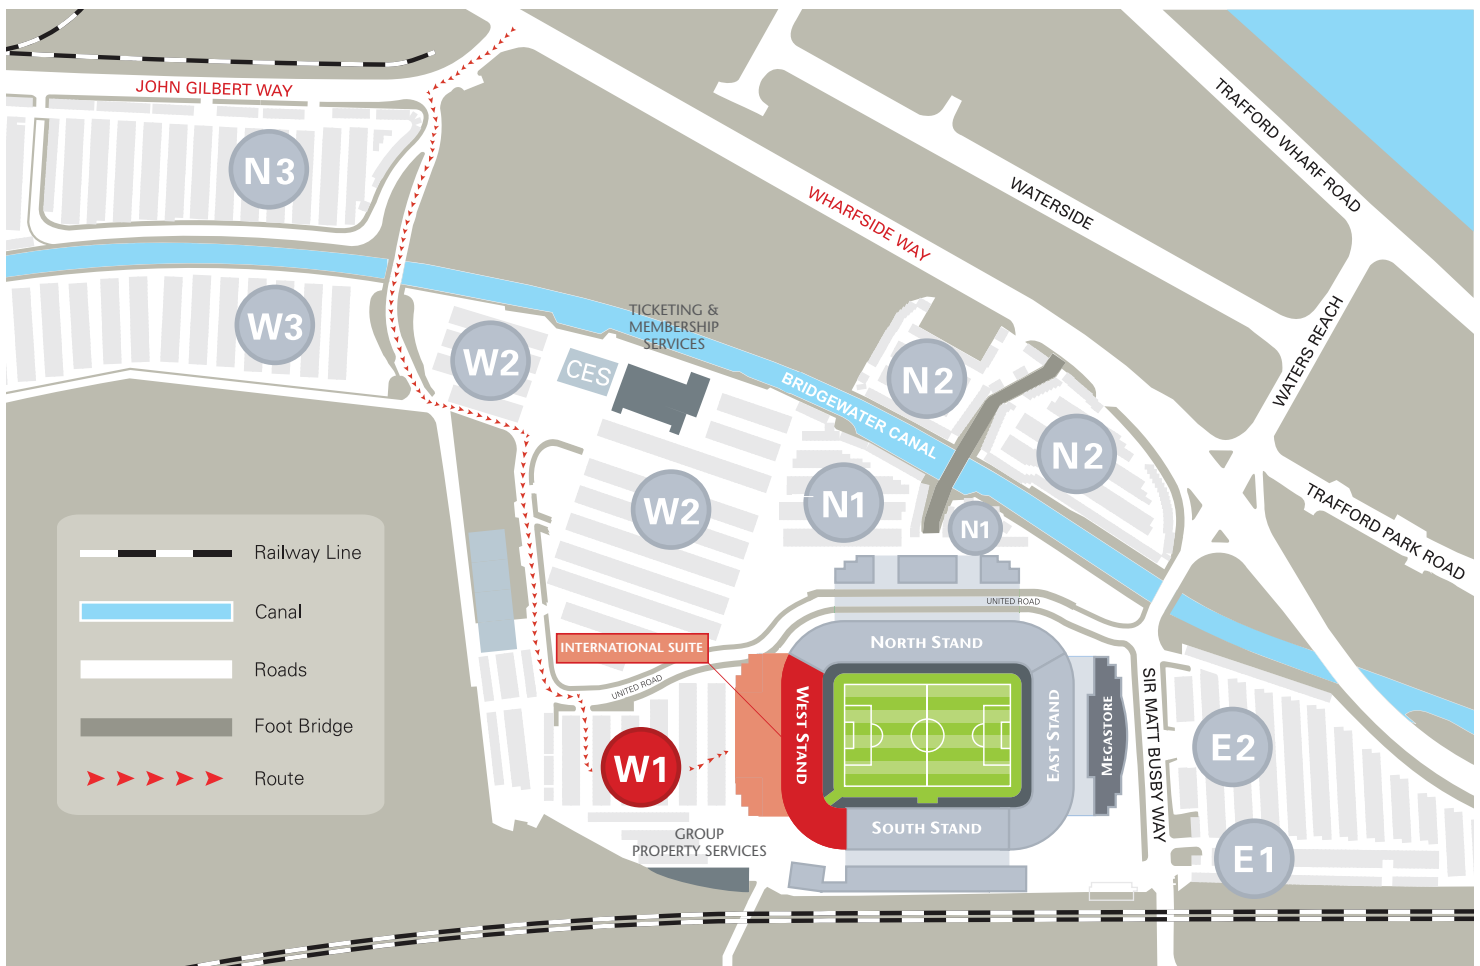 JOHN GILBERT WAY
N3
W3
WHARFSIDE WAY
WATERSIDE
TRAFFORD WHARF ROAD
WATERS REACH
TRAFFORD PARK ROAD
TICKETING &
MEMBERSHIP
SERVICES
W2
CES
BRIDGEWATER CANAL
N2
N2
W2
N1
N1
Railway Line
Canal
Roads
Foot Bridge
Route
UNITED ROAD
INTERNATIONAL SUITE
UNITED ROAD
NORTH STAND
WEST STAND
EAST STAND
MEGASTORE
SOUTH STAND
SIR MATT BUSBY WAY
W1
E2
E1
GROUP
PROPERTY SERVICES